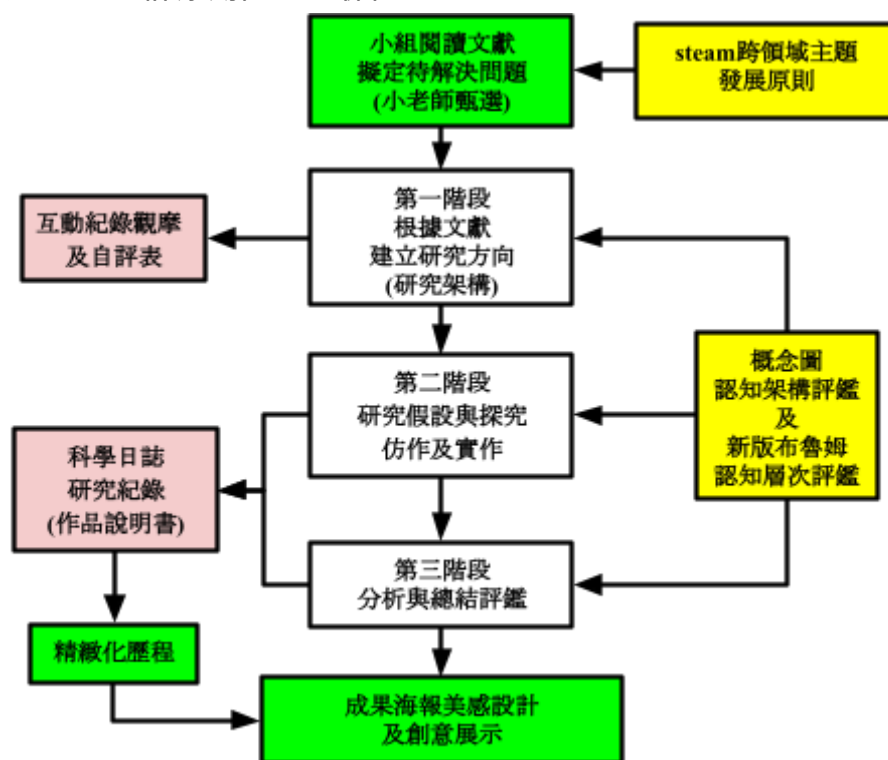 小組閱讀文獻
擬定待解決問題
(小老師甄選)
steam跨領域主題
發展原則
第一階段
根據文獻
建立研究方向
(研究架構)
互動紀錄觀摩
及自評表
第二階段
研究假設與探究
仿作及實作
概念圖
認知架構評鑑
及
新版布魯姆
認知層次評鑑
科學日誌
研究紀錄
(作品說明書)
第三階段
分析與總結評鑑
精緻化歷程
成果海報美感設計
及創意展示